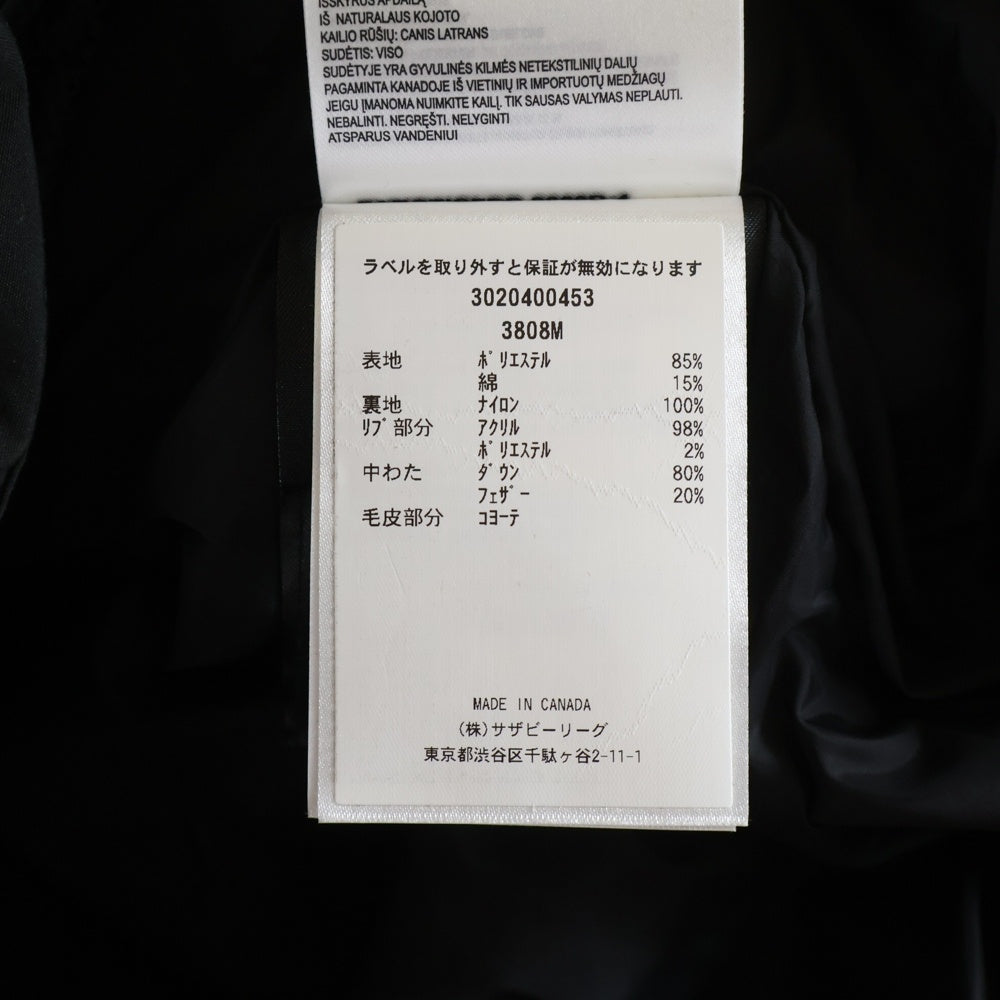 IŠSKYRUS APDAILĄ
IŠ NATURALAUS KOJOTO
KAILIO RŪŠIŲ: CANIS LATRANS
SUDĖTIS: VISO
SUDĖTYJE YRA GYVULINĖS KILMĖS NETEKSTILINIŲ DALIŲ
PAGAMINTA KANADOJE IŠ VIETINIŲ IR IMPORTUOTŲ MEDŽIAGŲ
JEIGU ĮMANOMA NUIMKITE KAILĮ. TIK SAUSAS VALYMAS NEPLAUTI.
NEBALINTI. NEGRĘŠTI. NELYGINTI
ATSPARUS VANDENIUI
ラベルを取り外すと保証が無効になります
3020400453
3808M
表地 ﾎﾟﾘｴｽﾃﾙ 85%
綿 15%
裏地 ﾅｲﾛﾝ 100%
ﾘﾌﾞ部分 ｱｸﾘﾙ 98%
ﾎﾟﾘｴｽﾃﾙ 2%
中わた ﾀﾞｳﾝ 80%
ﾌｪｻﾞｰ 20%
毛皮部分 ｺﾖｰﾃ
MADE IN CANADA
(株)サザビーリーグ
東京都渋谷区千駄ヶ谷2-11-1